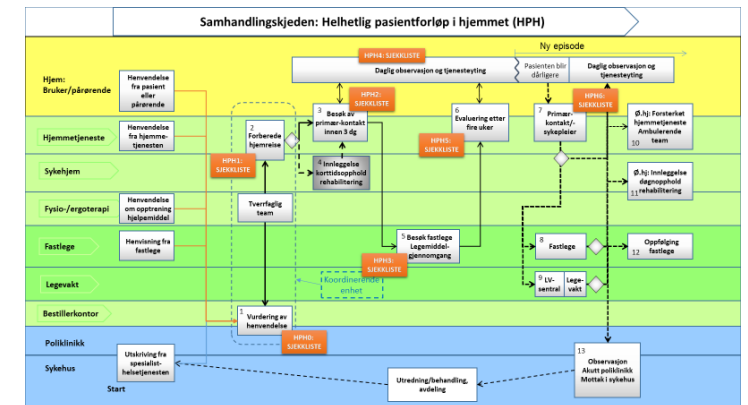 Samhandlingskjeden: Helhetlig pasientforløp i hjemmet (HPH)
Ny episode
HPH4: SJEKKLISTE
Hjem:
Bruker/pårørende
Henvendelse
fra pasient
eller
pårørende
Daglig observasjon og tjenesteyting
Pasienten blir
dårligere
Daglig observasjon og
tjenesteyting
HPH2:
SJEKKLISTE
HPH6:
SJEKKLISTE
Hjemmetjeneste
Henvendelse
fra hjemme-
tjenesten
2
Forberede
hjemreise
3
Besøk av
primær-kontakt
innen 3 dg
6
Evaluering etter
fire uker
7
Primær-
kontakt/-
sykepleier
Ø.hj: Forsterket
hjemmetjeneste
Ambulerende
team
10
HPH1:
SJEKKLISTE
HPH5:
SJEKKLISTE
Sykehjem
4
Innleggelse
korttidsopphold
rehabilitering
Ø.hj: Innleggelse
døgnopphold
rehabilitering
11
Fysio-/ergoterapi
Henvendelse
om opptrening
hjelpemiddel
Tverrfaglig
team
Fastlege
Henvisning fra
fastlege
5
Besøk fastlege
Legemiddel-
gjennomgang
8
Fastlege
Oppfølging
fastlege
12
HPH3:
SJEKKLISTE
Legevakt
Koordinerende
enhet
9
LV-
sentral
Lege-
vakt
Bestillerkontor
1
Vurdering av
henvendelse
HPH0:
SJEKKLISTE
Poliklinikk
Sykehus
Utskriving fra
spesialist-
helsetjenesten
Start
Utredning/behandling,
avdeling
13
Observasjon
Akutt poliklinikk
Mottak i sykehus